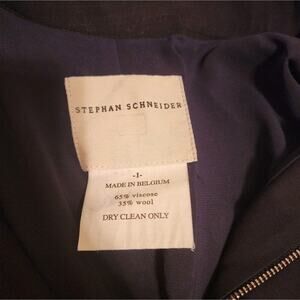 STEPHAN SCHNEIDER
-1-
MADE IN BELGIUM
65% viscose
35% wool
DRY CLEAN ONLY